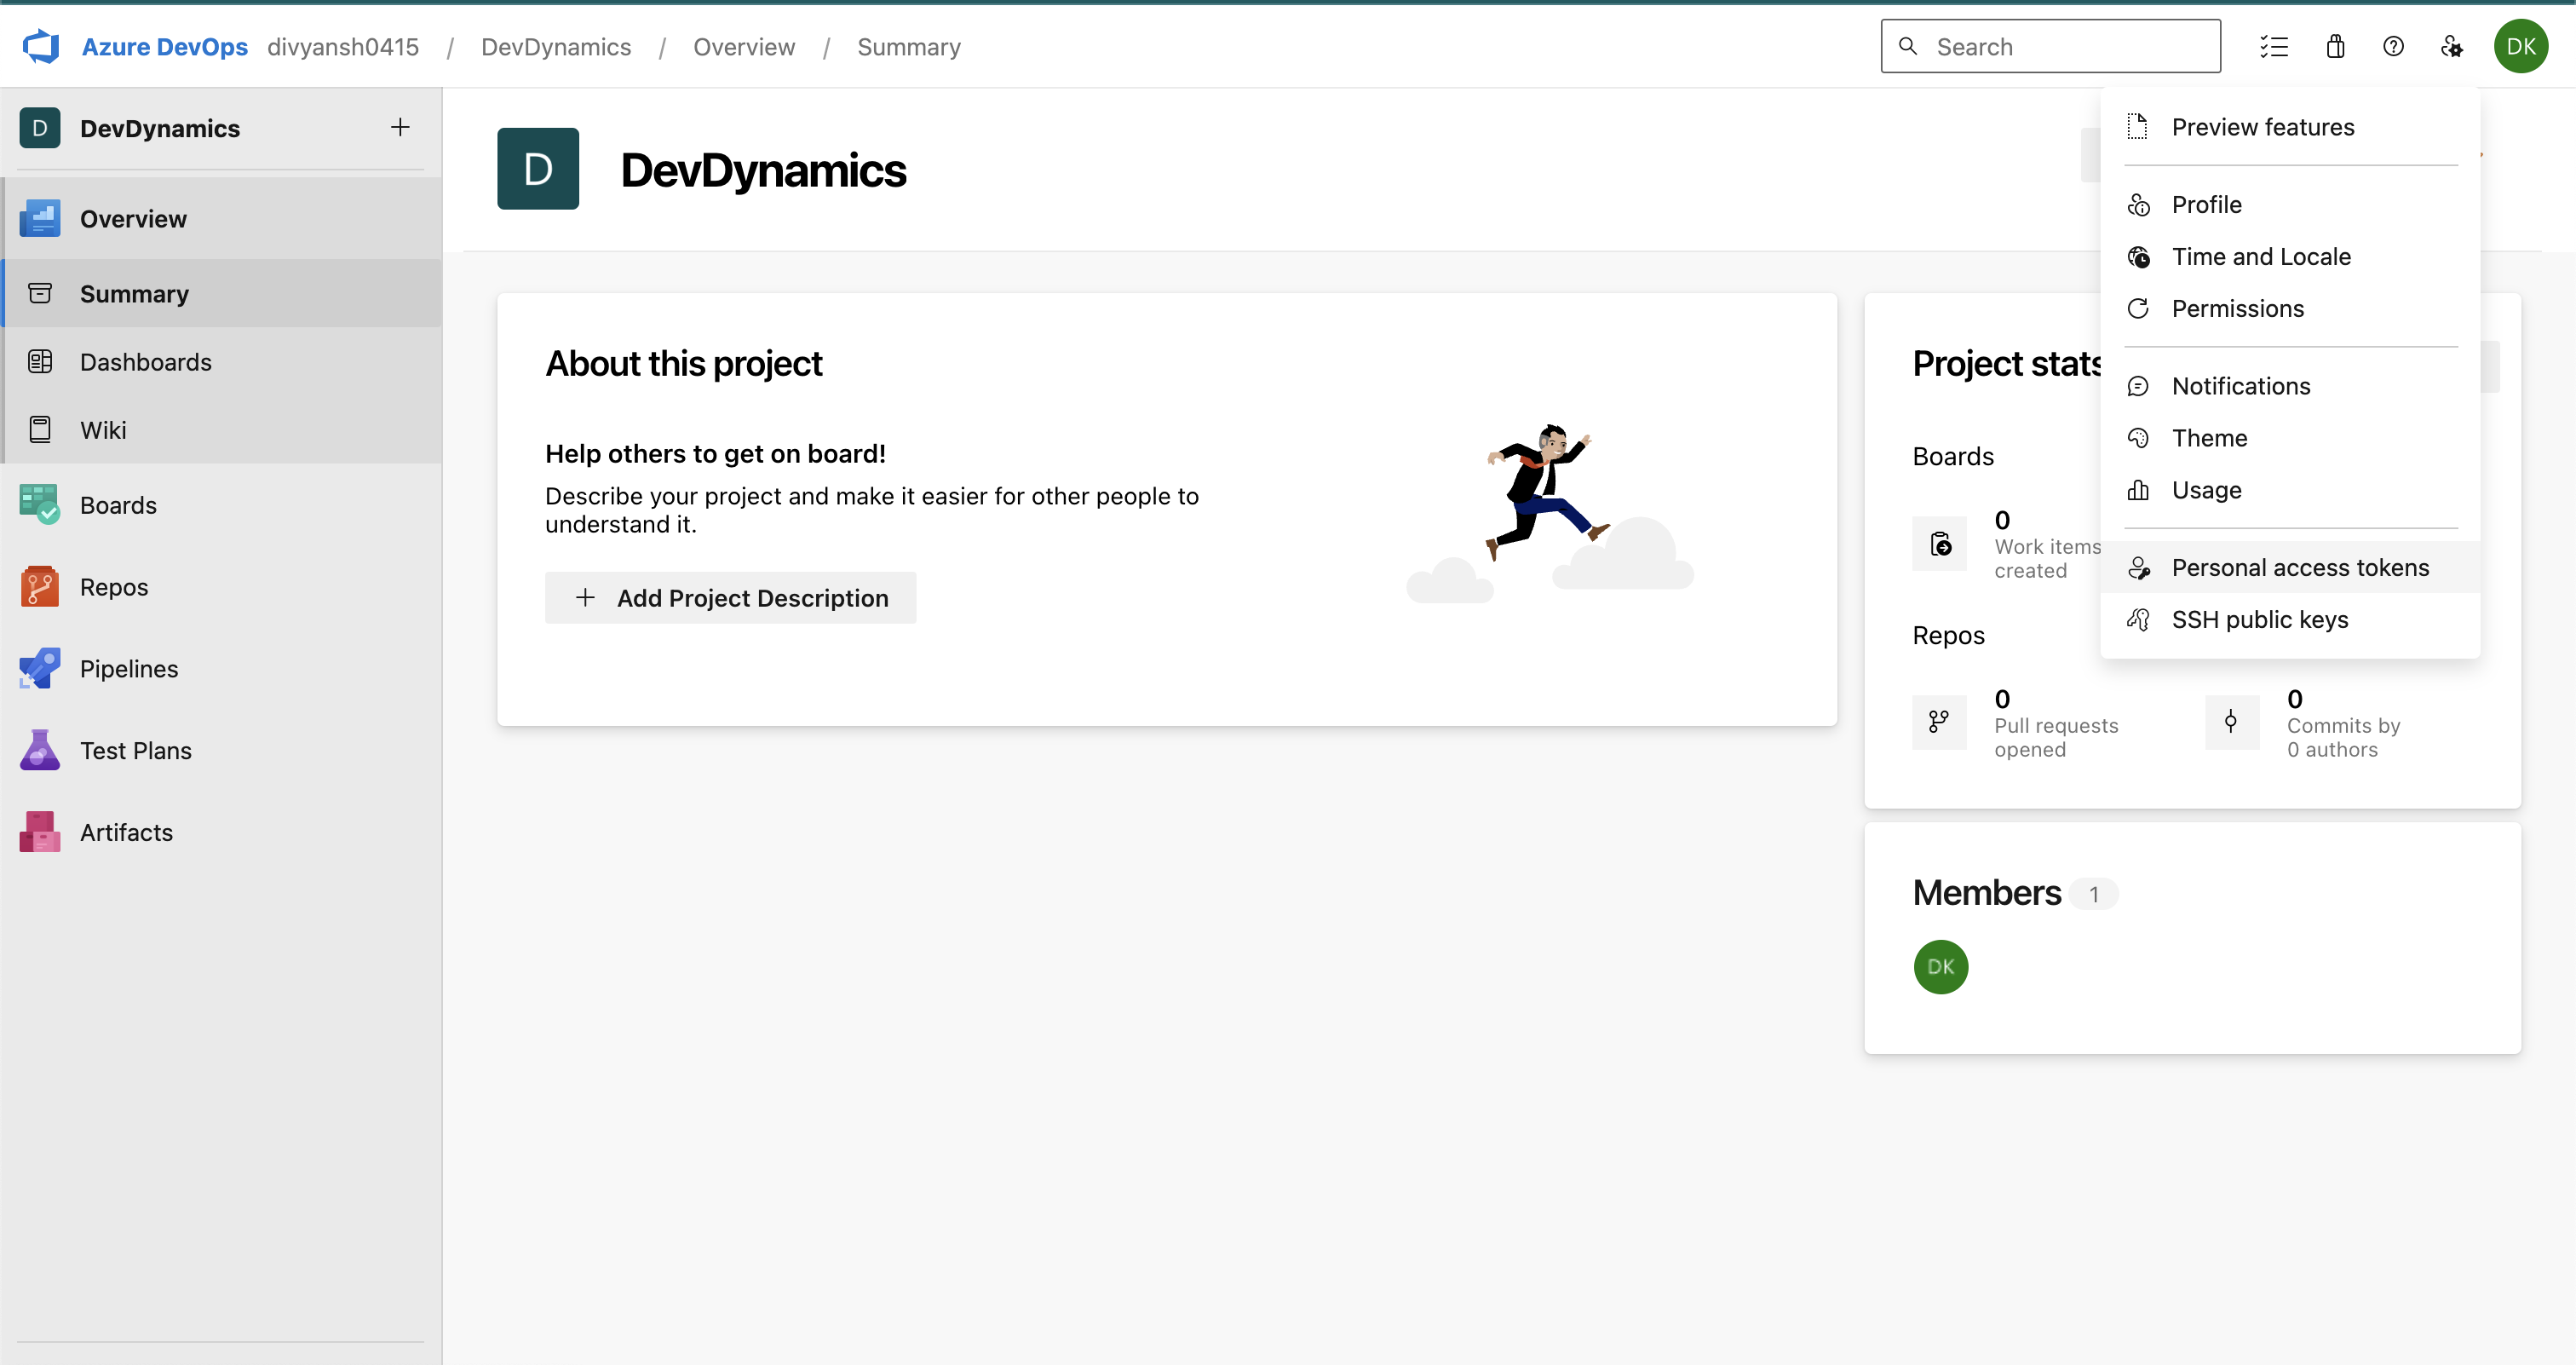 Azure DevOps divyansh0415 / DevDynamics / Overview / Summary
Search
DK
D DevDynamics
Overview
Summary
Dashboards
Wiki
Boards
Repos
Pipelines
Test Plans
Artifacts
D DevDynamics
About this project
Help others to get on board!
Describe your project and make it easier for other people to
understand it.
Add Project Description
Project stats
Boards
0
Work items
created
Repos
0
Pull requests
opened
0
Commits by
0 authors
Members 1
DK
Preview features
Profile
Time and Locale
Permissions
Notifications
Theme
Usage
Personal access tokens
SSH public keys